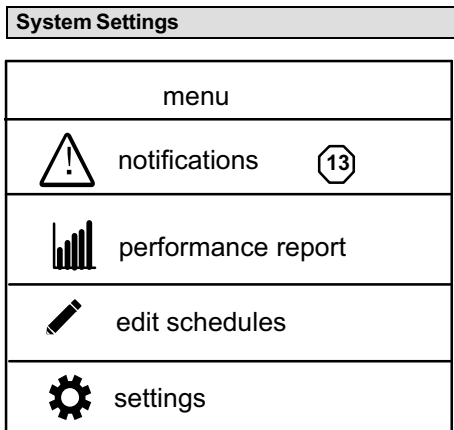 System Settings
menu
notifications 13
performance report
edit schedules
settings